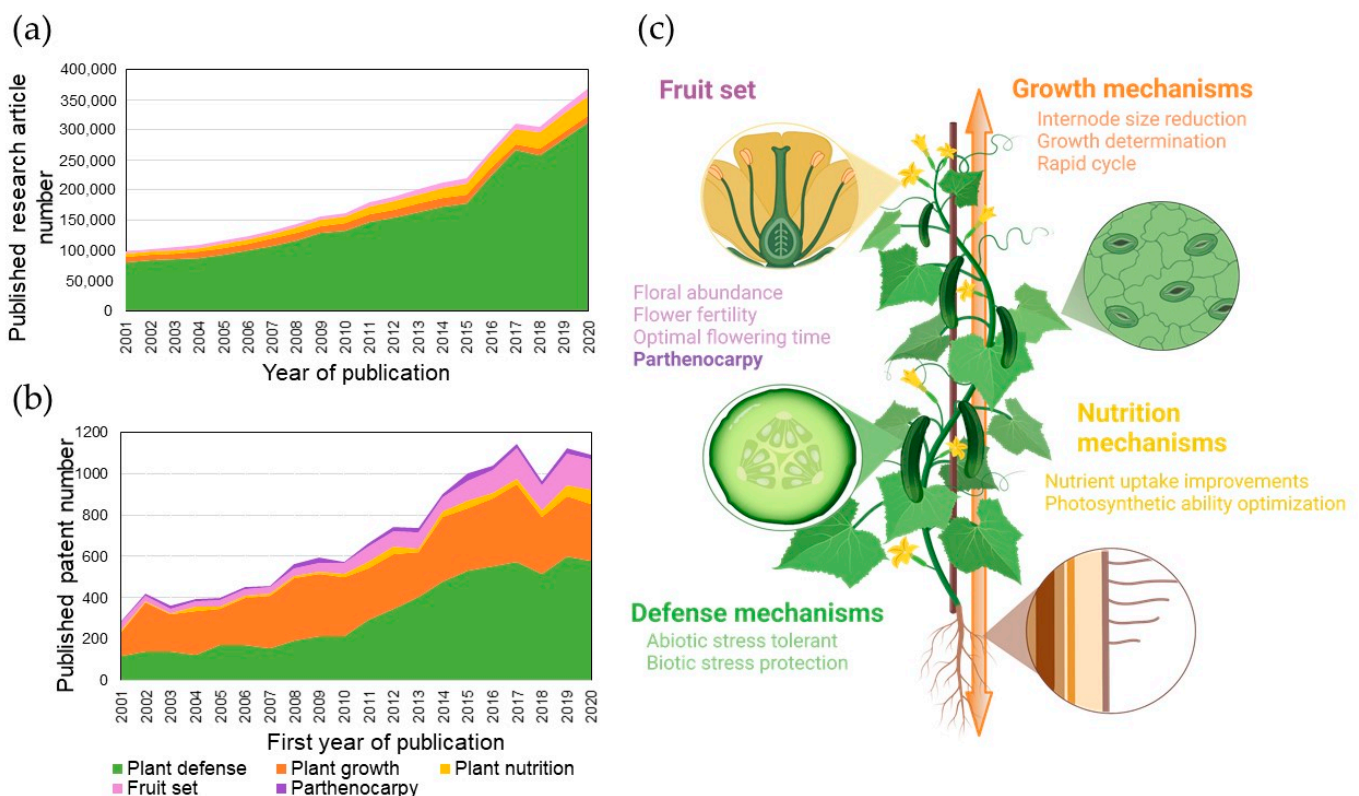 (a)
400,000
350,000
300,000
250,000
200,000
150,000
100,000
50,000
0
Published research article
number
2001 2002 2003 2004 2005 2006 2007 2008 2009 2010 2011 2012 2013 2014 2015 2016 2017 2018 2019 2020
Year of publication
(b)
1200
1000
800
600
400
200
0
Published patent number
2001 2002 2003 2004 2005 2006 2007 2008 2009 2010 2011 2012 2013 2014 2015 2016 2017 2018 2019 2020
First year of publication
Plant defense Plant growth Plant nutrition
Fruit set Parthenocarpy
(c)
Fruit set
Floral abundance
Flower fertility
Optimal flowering time
Parthenocarpy
Growth mechanisms
Internode size reduction
Growth determination
Rapid cycle
Nutrition
mechanisms
Nutrient uptake improvements
Photosynthetic ability optimization
Defense mechanisms
Abiotic stress tolerant
Biotic stress protection